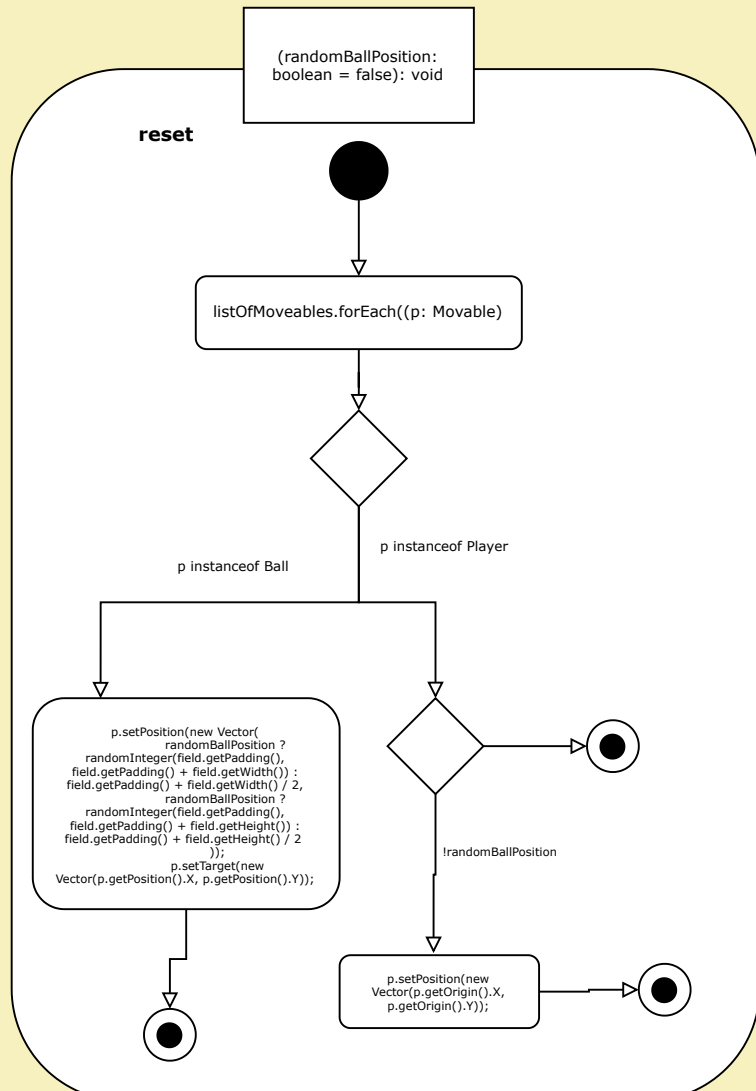 (randomBallPosition:
boolean = false): void
reset
listOfMoveables.forEach((p: Movable)
p instanceof Player
p instanceof Ball
p.setPosition(new Vector(
randomBallPosition ?
randomInteger(field.getPadding(),
field.getPadding() + field.getWidth()) :
field.getPadding() + field.getWidth() / 2,
randomBallPosition ?
randomInteger(field.getPadding(),
field.getPadding() + field.getHeight()) :
field.getPadding() + field.getHeight() / 2
));
p.setTarget(new
Vector(p.getPosition().X, p.getPosition().Y));
!randomBallPosition
p.setPosition(new
Vector(p.getOrigin().X,
p.getOrigin().Y));